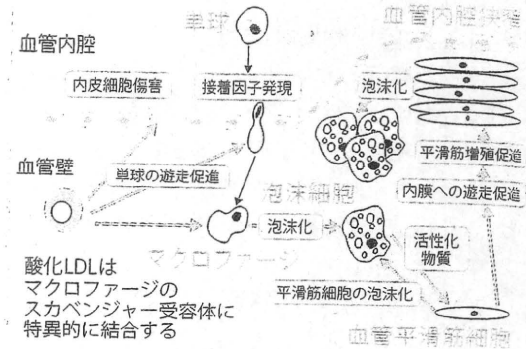 単球
血管内腔狭窄
血管内腔
内皮細胞傷害
接着因子発現
泡沫化
血管壁
単球の遊走促進
泡沫細胞
平滑筋増殖促進
内膜への遊走促進
泡沫化
活性化
物質
マクロファージ
酸化LDLは
マクロファージの
スカベンジャー受容体に
特異的に結合する
平滑筋細胞の泡沫化
血管平滑筋細胞